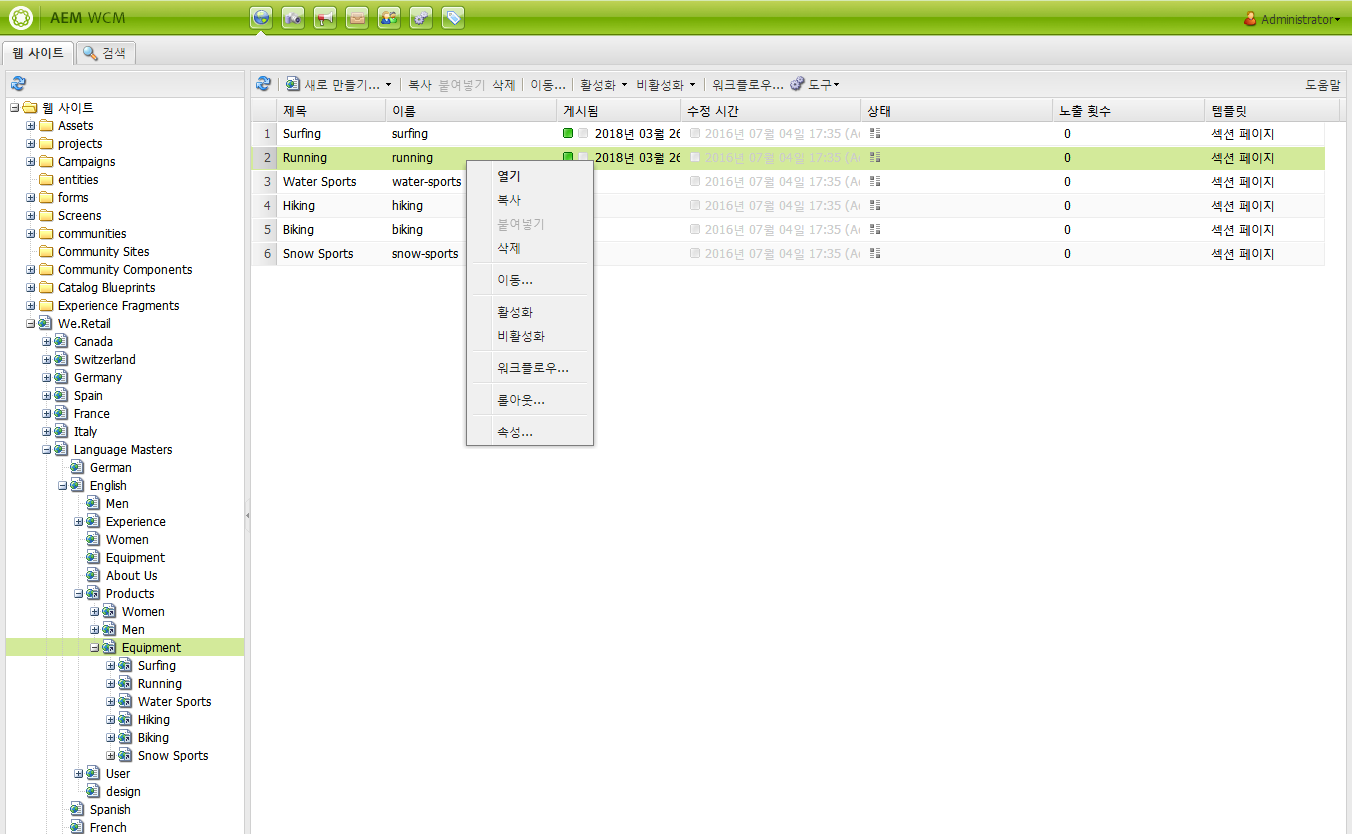 AEM WCM
Administrator
웹 사이트
검색
새로 만들기... 복사 붙여넣기 삭제 이동... 활성화 비활성화 워크플로우... 도구 도움말
제목 이름 게시됨 수정 시간 상태 노출 횟수 템플릿
1 Surfing surfing 2018년 03월 26 2016년 07월 04일 17:35 (Ad 0 섹션 페이지
2 Running running 2018년 03월 26 2016년 07월 04일 17:35 (Ad 0 섹션 페이지
3 Water Sports water-sports 2016년 07월 04일 17:35 (Ad 0 섹션 페이지
4 Hiking hiking 2016년 07월 04일 17:35 (Ad 0 섹션 페이지
5 Biking biking 2016년 07월 04일 17:35 (Ad 0 섹션 페이지
6 Snow Sports snow-sports 2016년 07월 04일 17:35 (Ad 0 섹션 페이지
열기
복사
붙여넣기
삭제
이동...
활성화
비활성화
워크플로우...
롤아웃...
속성...
웹 사이트
Assets
projects
Campaigns
entities
forms
Screens
communities
Community Sites
Community Components
Catalog Blueprints
Experience Fragments
We.Retail
Canada
Switzerland
Germany
Spain
France
Italy
Language Masters
German
English
Men
Experience
Women
Equipment
About Us
Products
Women
Men
Equipment
Surfing
Running
Water Sports
Hiking
Biking
Snow Sports
User
design
Spanish
French